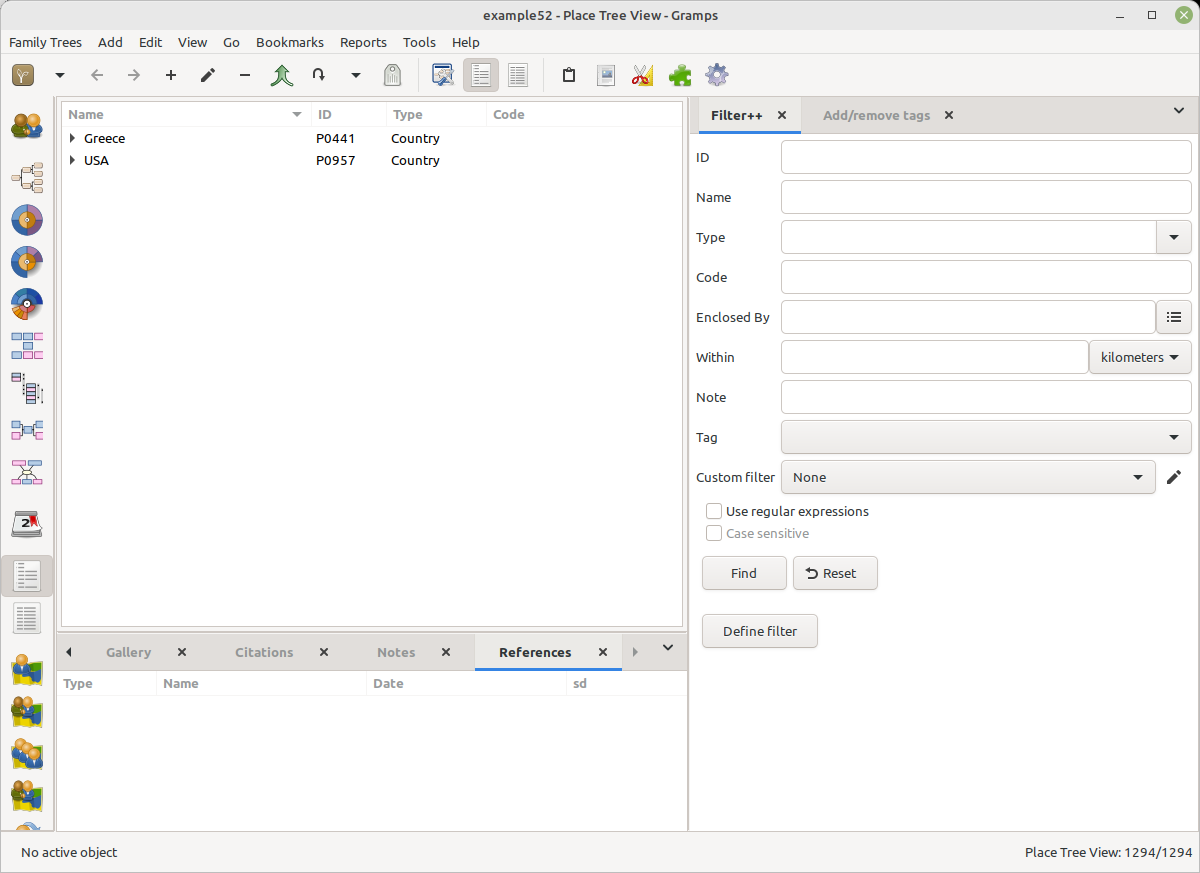 example52 - Place Tree View - Gramps
Family Trees Add Edit View Go Bookmarks Reports Tools Help
Name ID Type Code
Greece P0441 Country
USA P0957 Country
Gallery Citations Notes References
Type Name Date sd
Filter++ Add/remove tags
ID
Name
Type
Code
Enclosed By
Within kilometers
Note
Tag
Custom filter None
Use regular expressions
Case sensitive
Find Reset
Define filter
2
No active object Place Tree View: 1294/1294